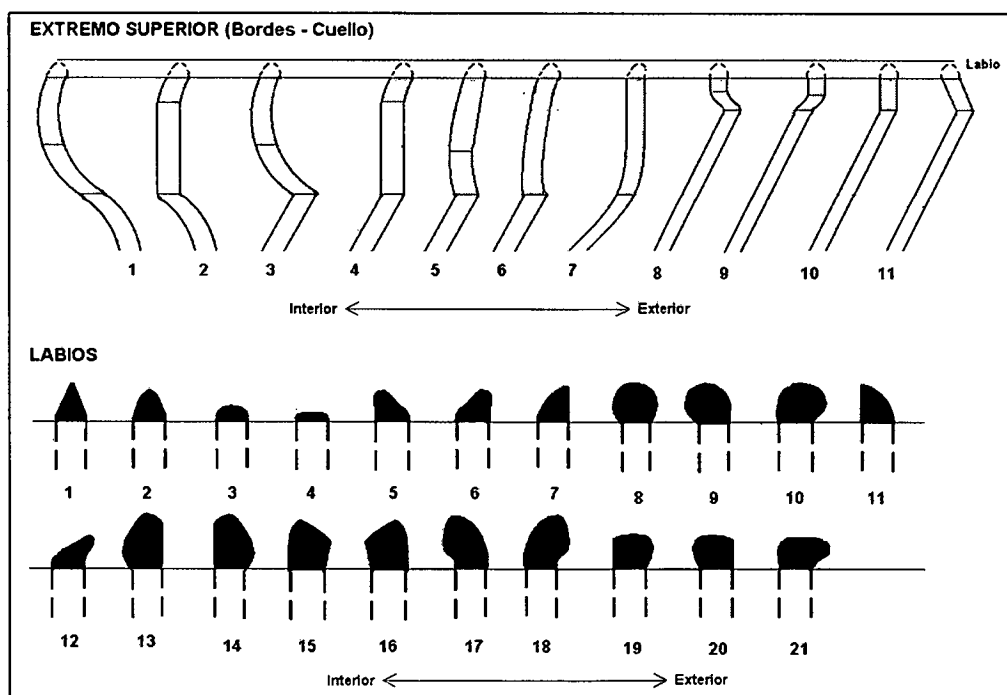 EXTREMO SUPERIOR (Bordes - Cuello)
Labio
1 2 3 4 5 6 7 8 9 10 11
Interior Exterior
LABIOS
1 2 3 4 5 6 7 8 9 10 11
12 13 14 15 16 17 18 19 20 21
Interior Exterior